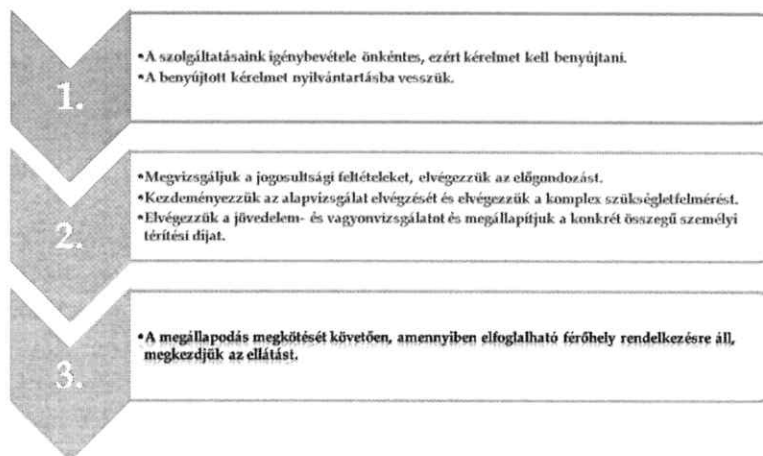 1.
•A szolgáltatásaink igénybevétele önkéntes, ezért kérelmet kell benyújtani.
•A benyújtott kérelmet nyilvántartásba vesszük.
2.
•Megvizsgáljuk a jogosultsági feltételeket, elvégezzük az előgondozást.
•Kezdeményezzük az alapvizsgálat elvégzését és elvégezzük a komplex szükségletfelmérést.
•Elvégezzük a jövedelem- és vagyonvizsgálatot és megállapítjuk a konkrét összegű személyi
térítési díjat.
3.
•A megállapodás megkötését követően, amennyiben elfoglalható férőhely rendelkezésre áll,
megkezdjük az ellátást.